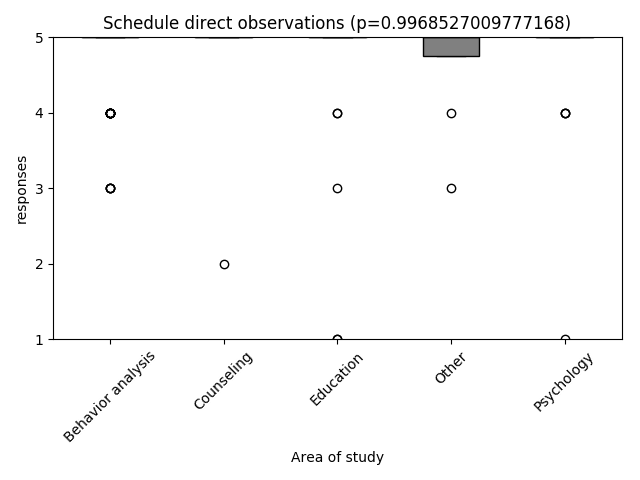 Schedule direct observations (p=0.9968527009777168)
responses
5
4
3
2
1
Behavior analysis
Counseling
Education
Other
Psychology
Area of study